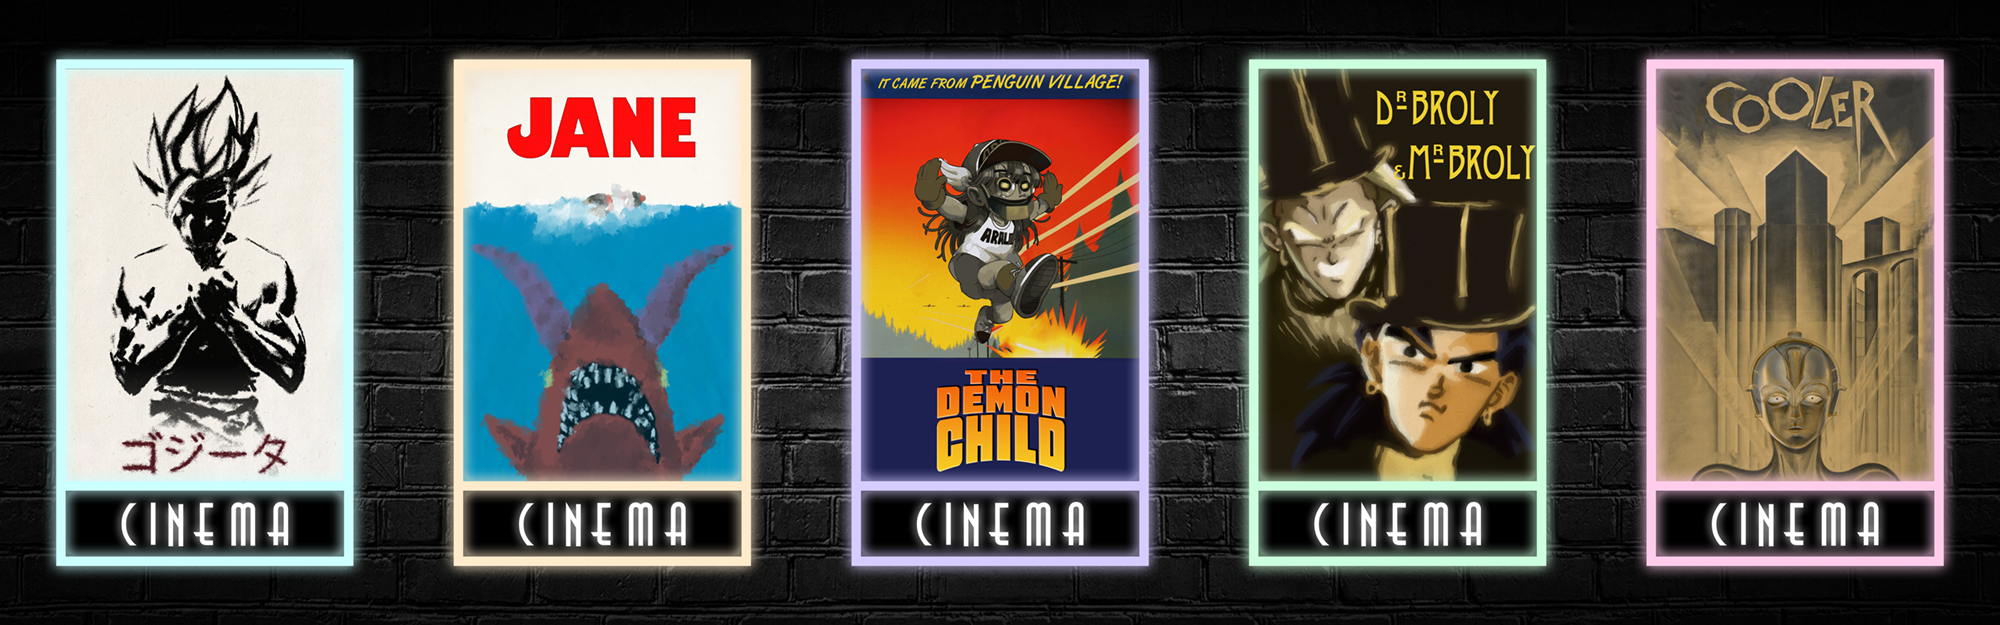 ゴジータ
CINEMA
JANE
CINEMA
IT CAME FROM PENGUIN VILLAGE!
ARALE
THE
DEMON
CHILD
CINEMA
DR BROLY
& MR BROLY
CINEMA
COOLER
CINEMA